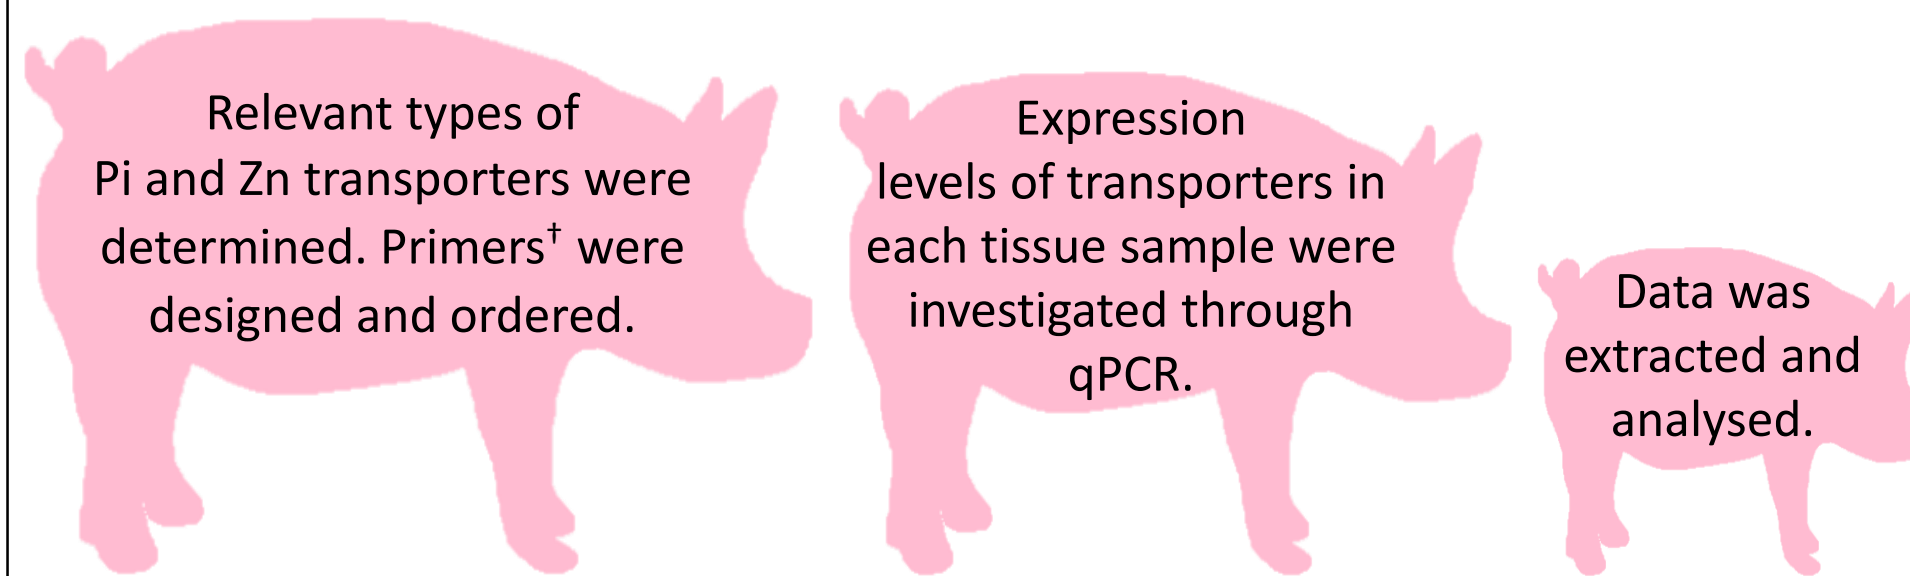 Relevant types of
Pi and Zn transporters were
determined. Primers† were
designed and ordered.
Expression
levels of transporters in
each tissue sample were
investigated through
qPCR.
Data was
extracted and
analysed.